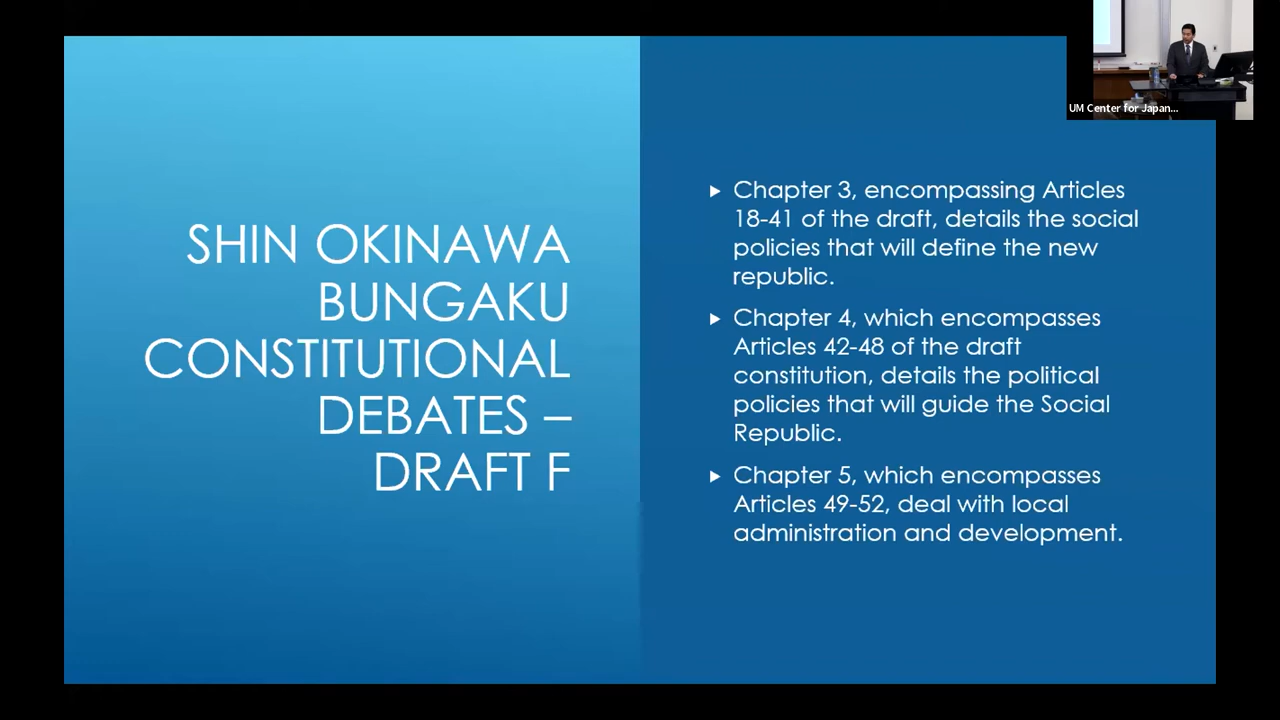 UM Center for Japan...
SHIN OKINAWA
BUNGAKU
CONSTITUTIONAL
DEBATES –
DRAFT F
Chapter 3, encompassing Articles
18-41 of the draft, details the social
policies that will define the new
republic.
Chapter 4, which encompasses
Articles 42-48 of the draft
constitution, details the political
policies that will guide the Social
Republic.
Chapter 5, which encompasses
Articles 49-52, deal with local
administration and development.